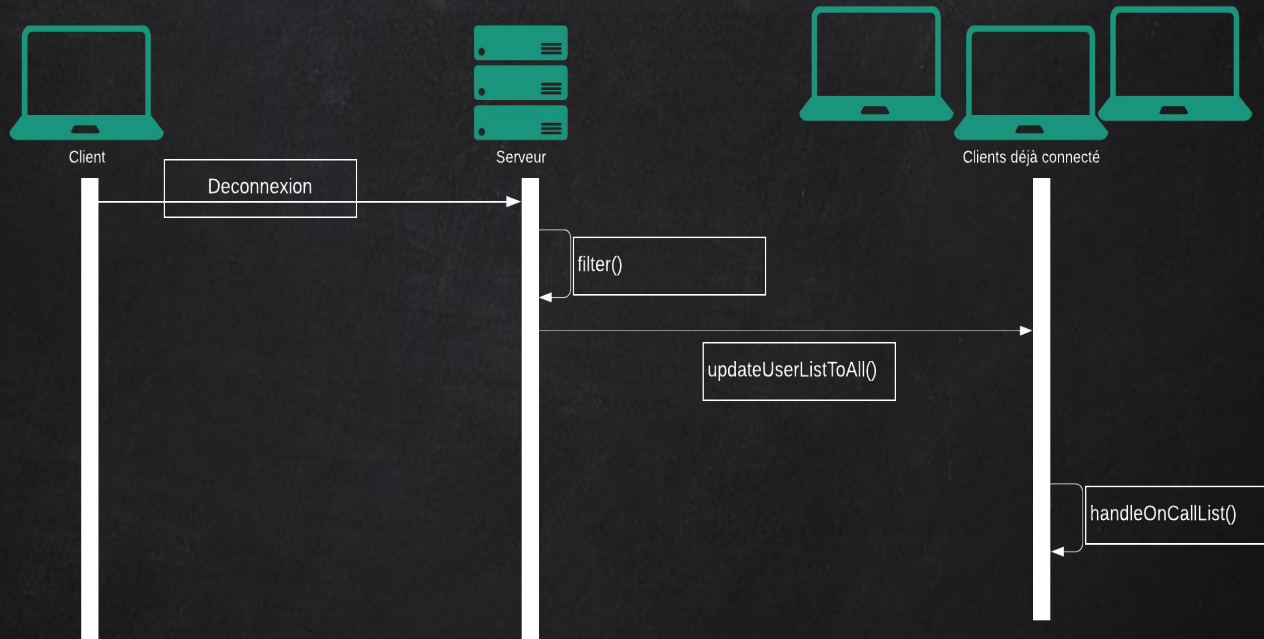 Client
Serveur
Clients déjà connecté
Deconnexion
filter()
updateUserListToAll()
handleOnCallList()